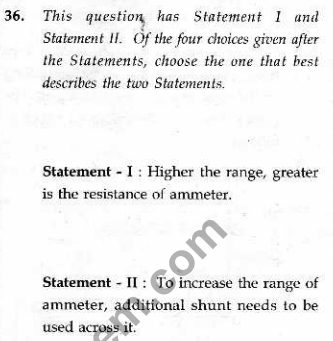 36. This question has Statement I and
Statement II. Of the four choices given after
the Statements, choose the one that best
describes the two Statements.
Statement - I : Higher the range, greater
is the resistance of ammeter.
Statement - II : To increase the range of
ammeter, additional shunt needs to be
used across it.
em.com